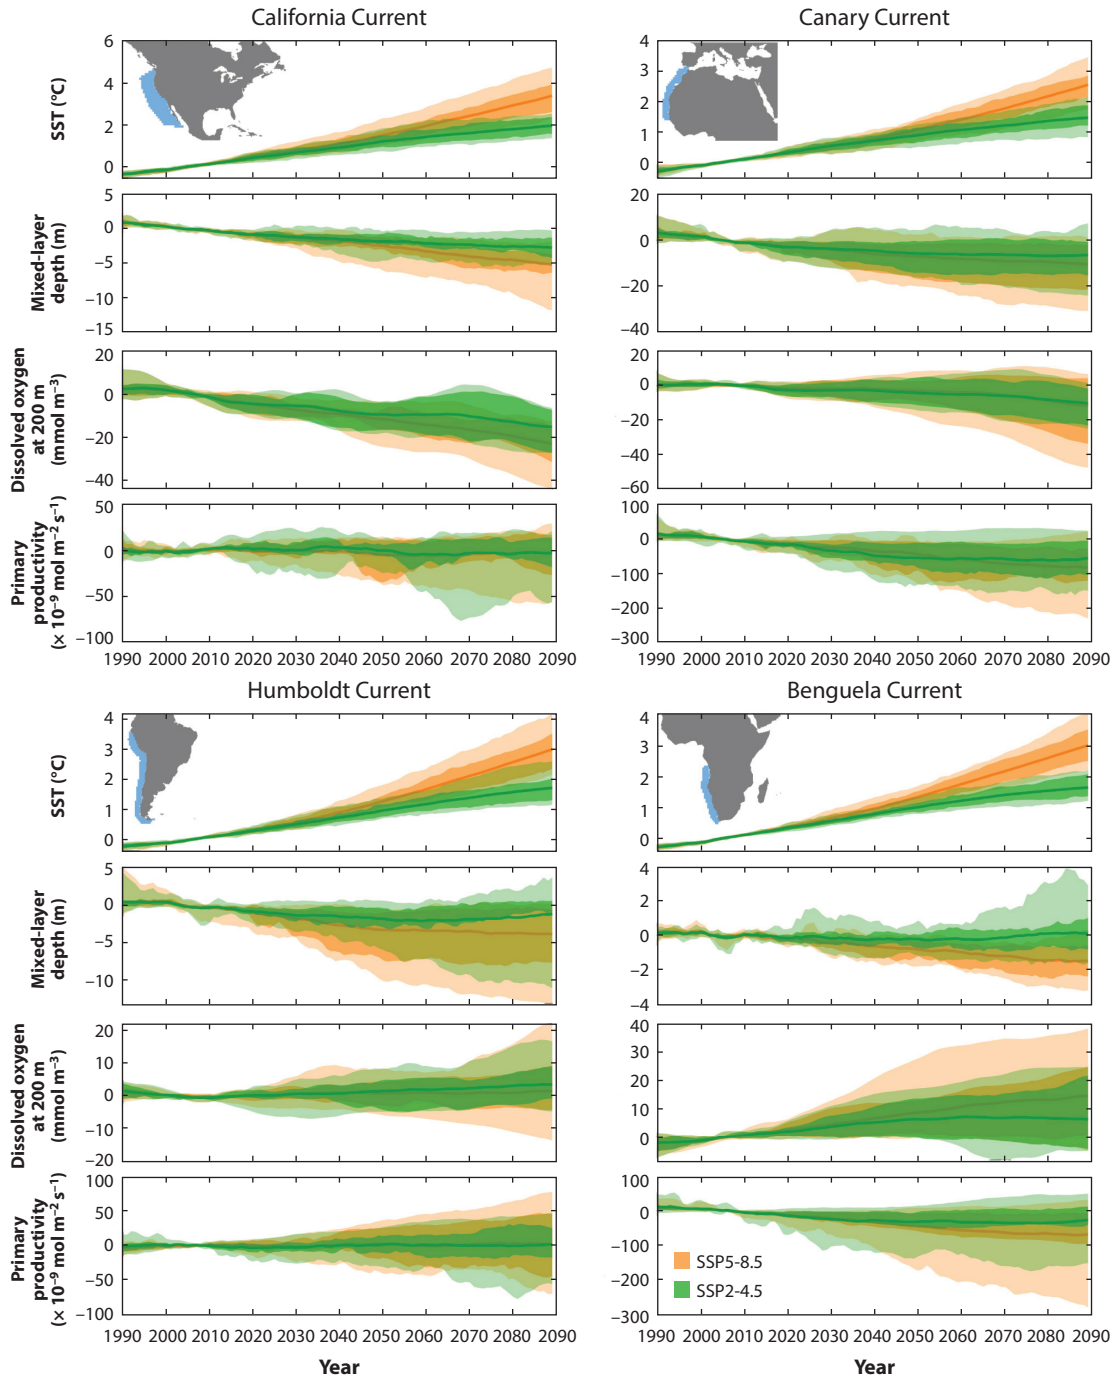 California Current
Canary Current
SST (°C)
6
4
2
0
4
3
2
1
0
Mixed-layer
depth (m)
5
0
−5
−10
−15
20
0
−20
−40
Dissolved oxygen
at 200 m
(mmol m−3)
20
0
−20
−40
20
0
−20
−40
−60
Primary
productivity
(× 10−9 mol m−2 s−1)
50
0
−50
−100
100
0
−100
−200
−300
1990 2000 2010 2020 2030 2040 2050 2060 2070 2080 2090
1990 2000 2010 2020 2030 2040 2050 2060 2070 2080 2090
Humboldt Current
Benguela Current
SST (°C)
4
3
2
1
0
4
3
2
1
0
Mixed-layer
depth (m)
5
0
−5
−10
4
2
0
−2
−4
Dissolved oxygen
at 200 m
(mmol m−3)
20
10
0
−10
−20
40
30
20
10
0
Primary
productivity
(× 10−9 mol m−2 s−1)
100
50
0
−50
−100
100
0
−100
−200
−300
SSP5-8.5
SSP2-4.5
1990 2000 2010 2020 2030 2040 2050 2060 2070 2080 2090
1990 2000 2010 2020 2030 2040 2050 2060 2070 2080 2090
Year
Year